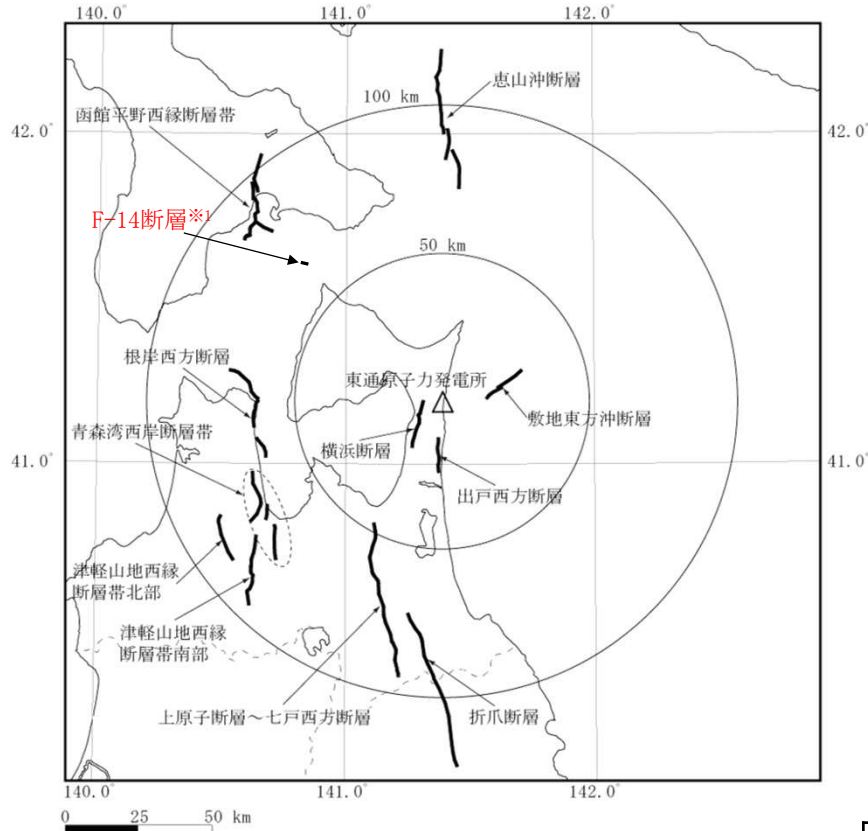 140.0°
141.0°
142.0°
恵山沖断層
100 km
函館平野西縁断層帯
42.0°
42.0°
F-14断層※1
50 km
根岸西方断層
東通原子力発電所
敷地東方沖断層
青森湾西岸断層帯
横浜断層
41.0°
41.0°
出戸西方断層
津軽山地西縁
断層帯北部
津軽山地西縁
断層帯南部
上原子断層~七戸西方断層
折爪断層
140.0°
141.0°
142.0°
0 25 50 km